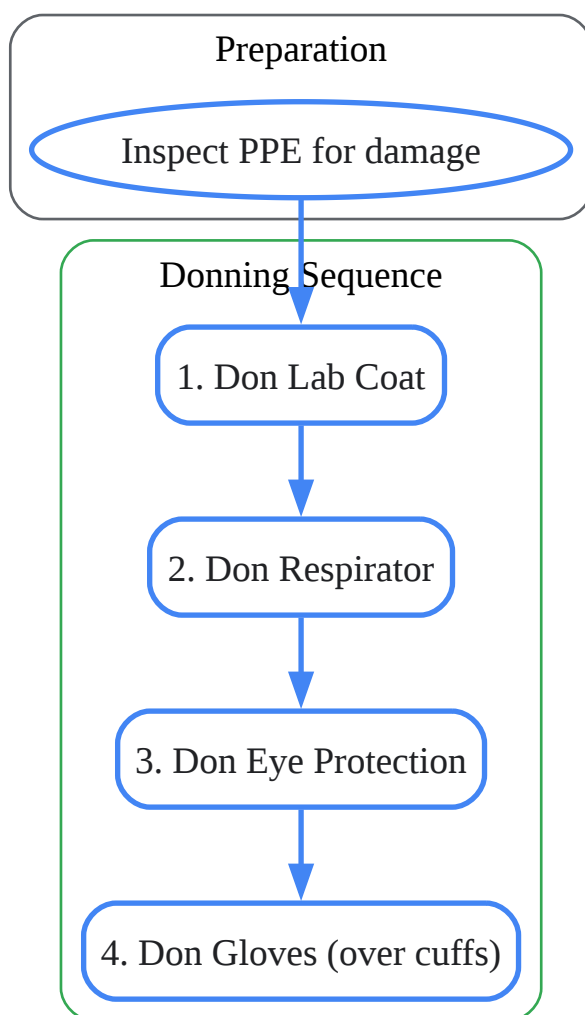 Preparation
Inspect PPE for damage
Donning Sequence
1. Don Lab Coat
2. Don Respirator
3. Don Eye Protection
4. Don Gloves (over cuffs)